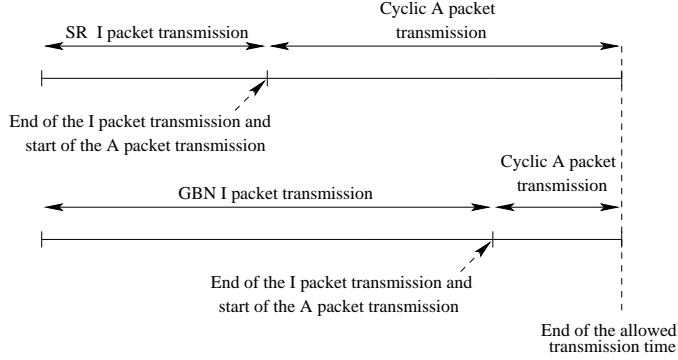 Cyclic A packet
transmission
SR I packet transmission
End of the I packet transmission and
start of the A packet transmission
Cyclic A packet
transmission
GBN I packet transmission
End of the I packet transmission and
start of the A packet transmission
End of the allowed
transmission time